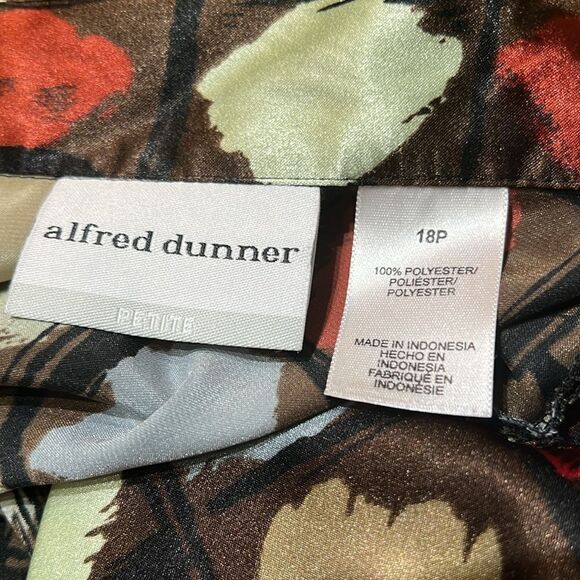 alfred dunner
PETITE
18P
100% POLYESTER/
POLIÉSTER/
POLYESTER
MADE IN INDONESIA
HECHO EN
INDONESIA
FABRIQUÉ EN
INDONÉSIE